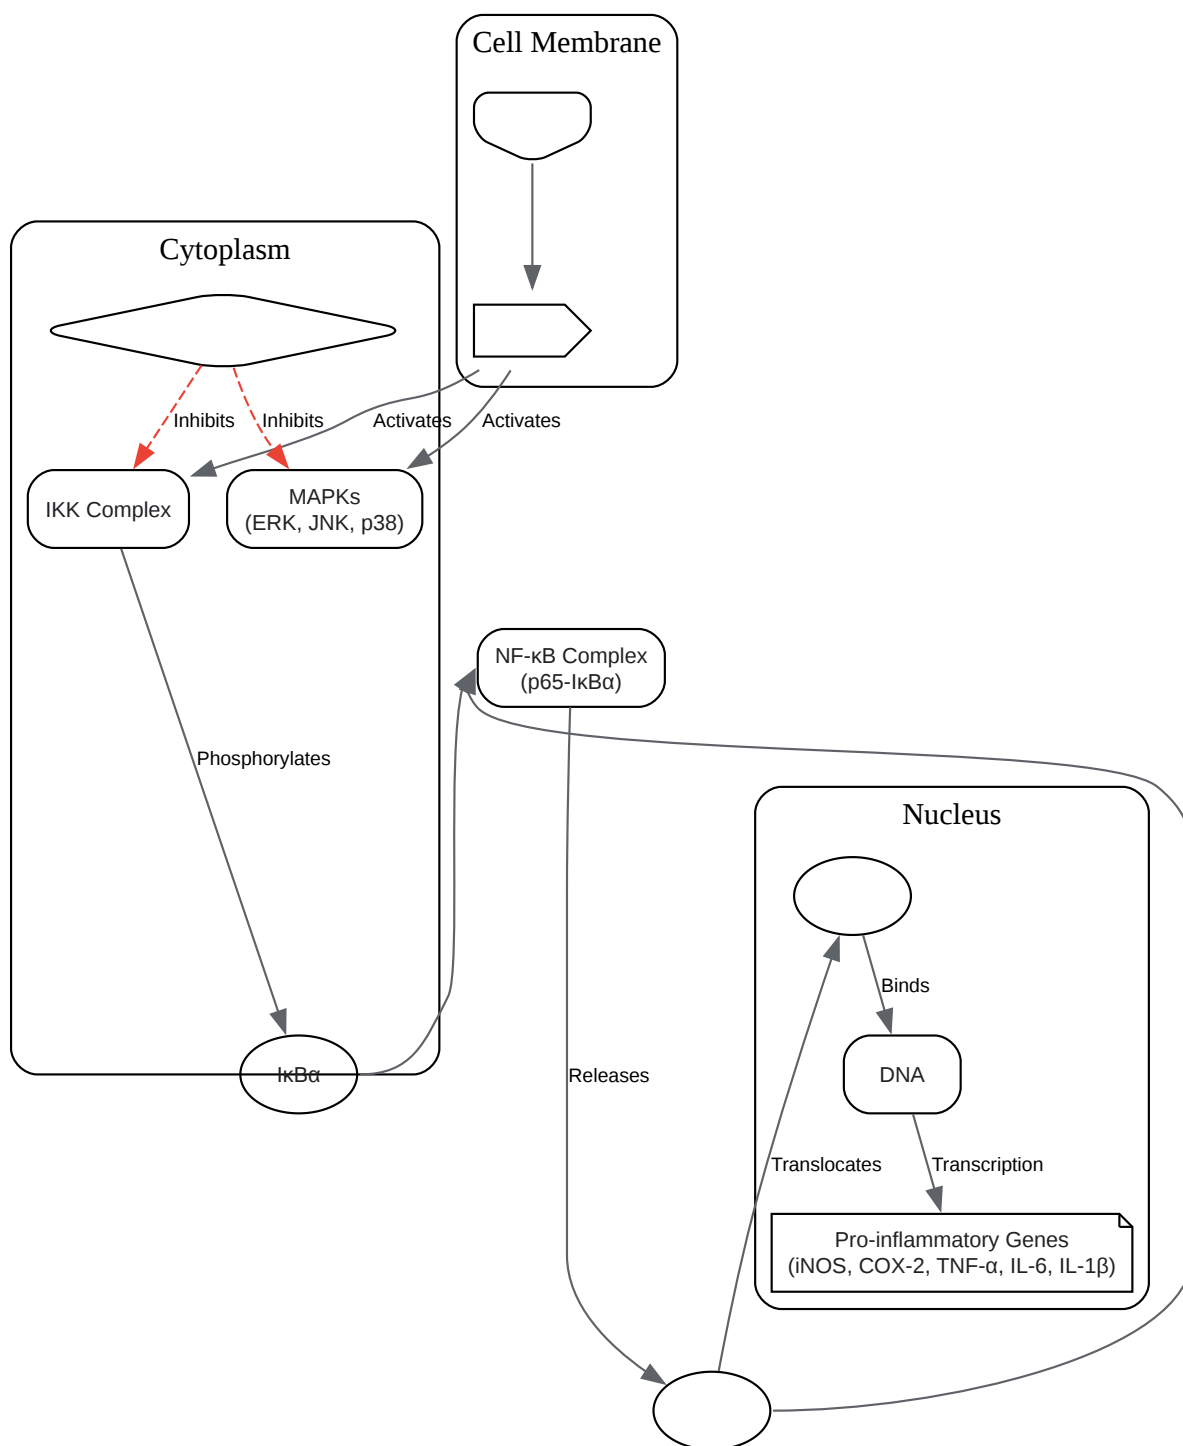 Cell Membrane
Cytoplasm
Inhibits
Inhibits
Activates
Activates
IKK Complex
MAPKs
(ERK, JNK, p38)
NF-κB Complex
(p65-IκBα)
Phosphorylates
Nucleus
Binds
IκBα
Releases
DNA
Translocates
Transcription
Pro-inflammatory Genes
(iNOS, COX-2, TNF-α, IL-6, IL-1β)